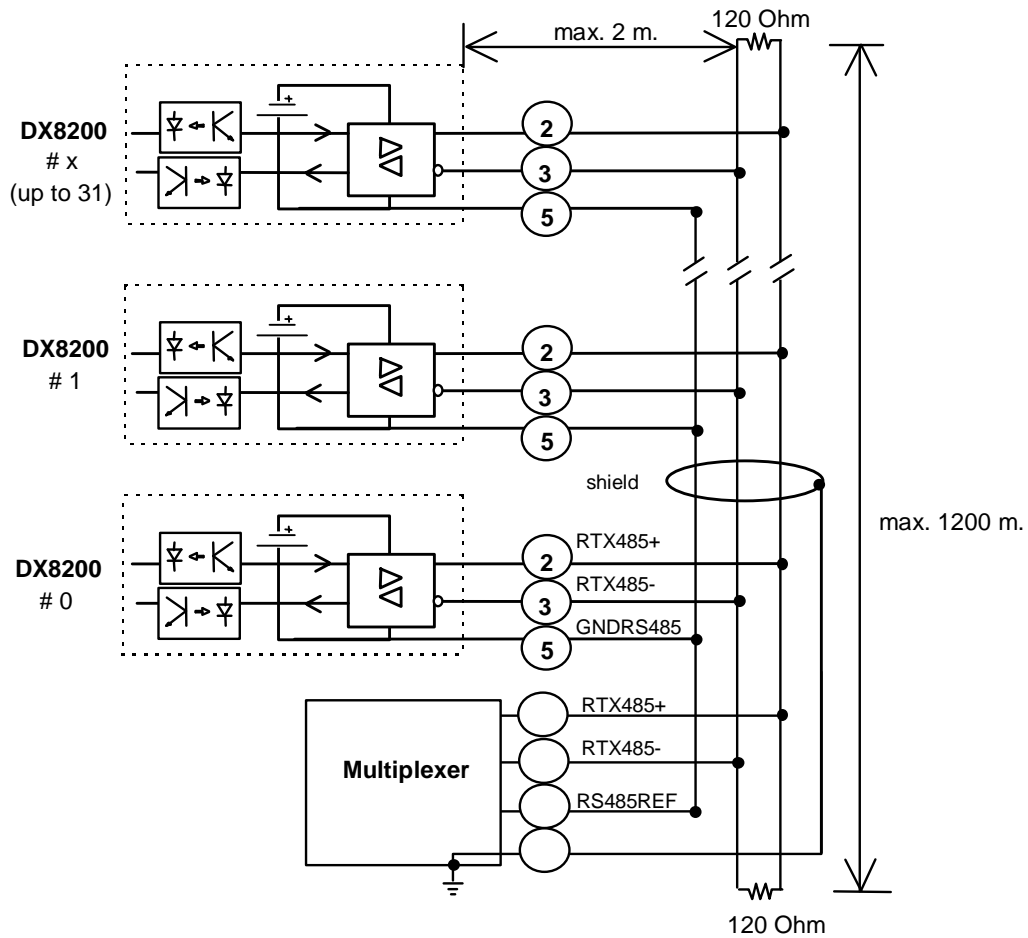 120 Ohm
max. 2 m.
DX8200
# x
(up to 31)
+
2
3
5
DX8200
# 1
+
2
3
5
shield
max. 1200 m.
DX8200
# 0
+
2
RTX485+
3
RTX485-
5
GNDRS485
Multiplexer
RTX485+
RTX485-
RS485REF
120 Ohm